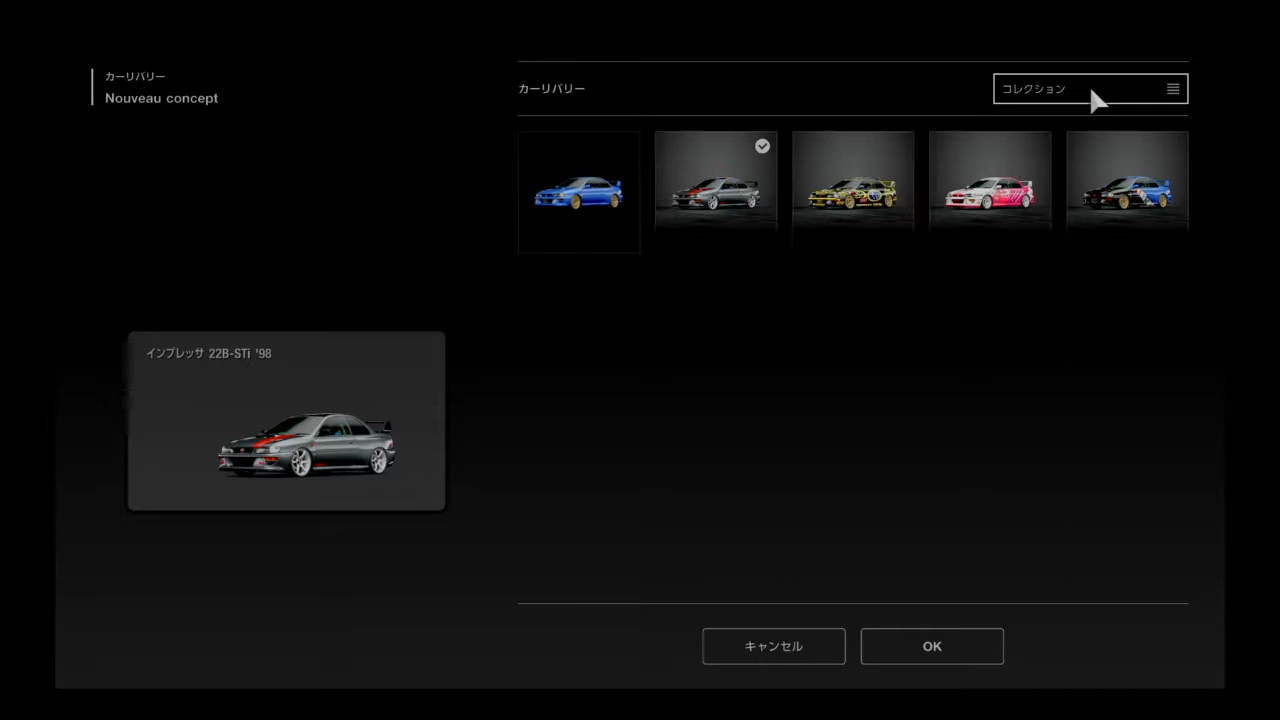 カーリバリー
Nouveau concept
カーリバリー
コレクション
インプレッサ 22B-STi '98
キャンセル
OK